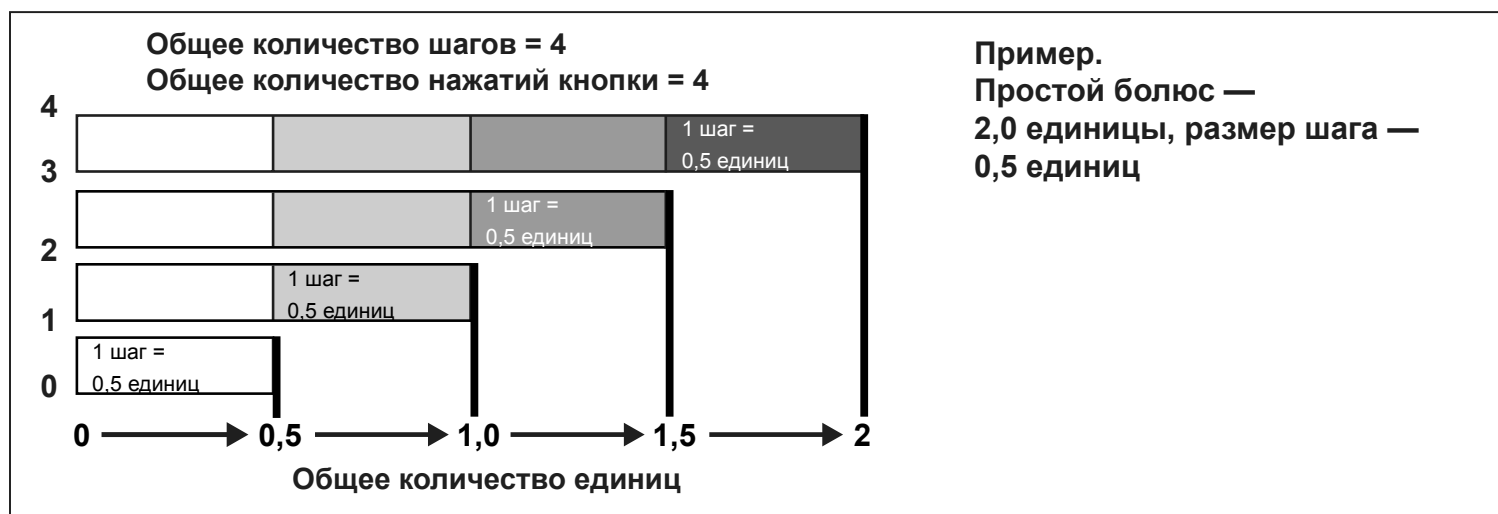 Общее количество шагов = 4
Общее количество нажатий кнопки = 4
Пример.
Простой болюс —
2,0 единицы, размер шага —
0,5 единиц
4
1 шаг =
0,5 единиц
3
1 шаг =
0,5 единиц
2
1 шаг =
0,5 единиц
1
1 шаг =
0,5 единиц
0
0 0,5 1,0 1,5 2
Общее количество единиц